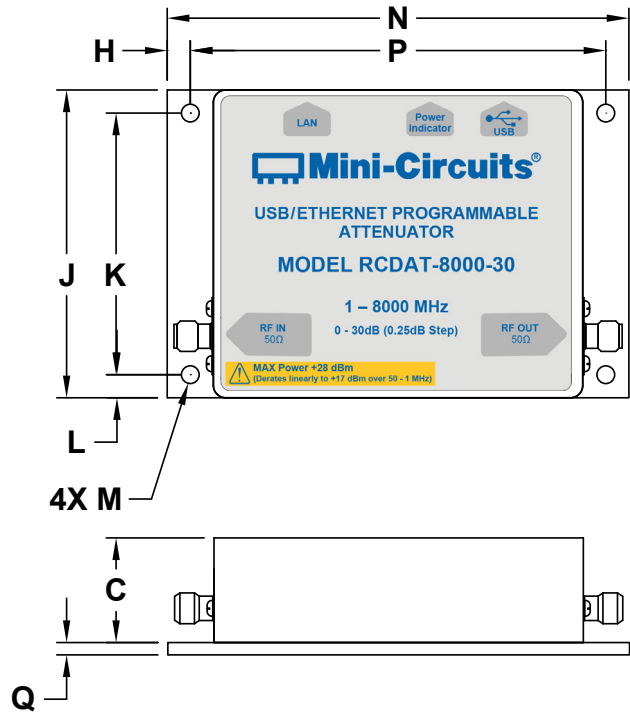 N
H
P
LAN
Power
Indicator
USB
Mini-Circuits®
USB/ETHERNET PROGRAMMABLE
ATTENUATOR
MODEL RCDAT-8000-30
J
K
1 – 8000 MHz
RF IN
50Ω
0 - 30dB (0.25dB Step)
RF OUT
50Ω
MAX Power +28 dBm
(Derates linearly to +17 dBm over 50 - 1 MHz)
L
4X M
C
Q